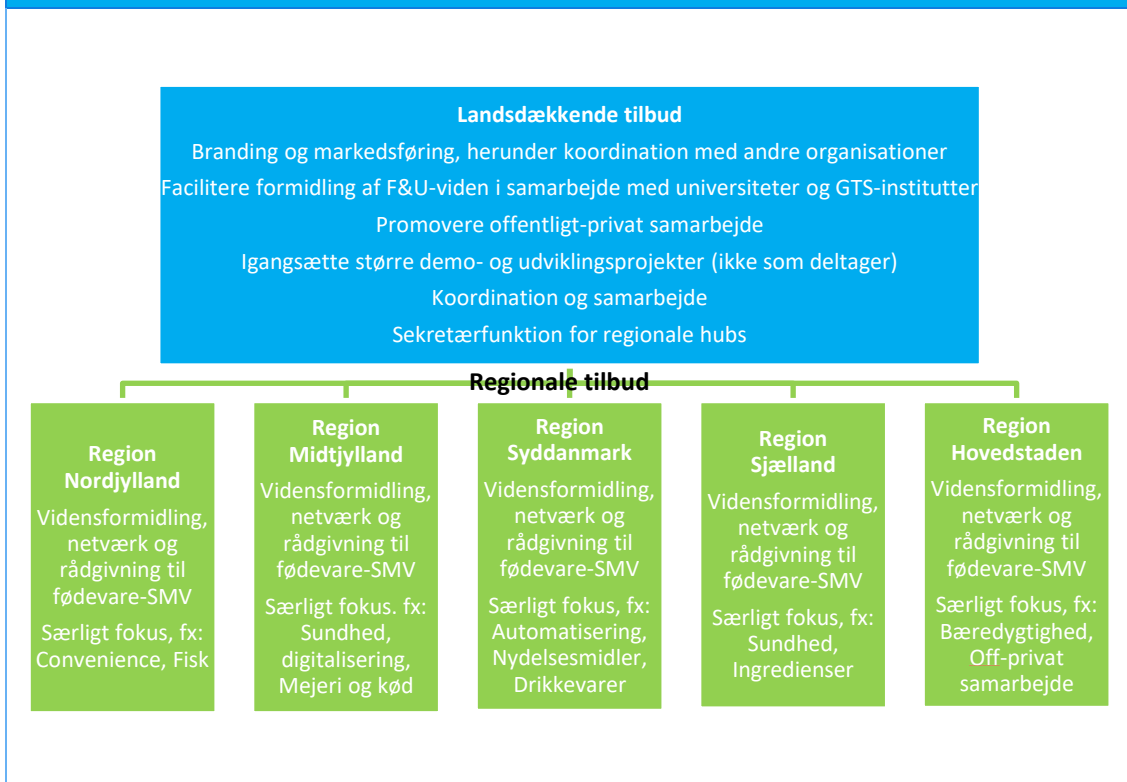 Landsdækkende tilbud
Branding og markedsføring, herunder koordination med andre organisationer
Facilitere formidling af F&U-viden i samarbejde med universiteter og GTS-institutter
Promovere offentligt-privat samarbejde
Igangsætte større demo- og udviklingsprojekter (ikke som deltager)
Koordination og samarbejde
Sekretærfunktion for regionale hubs
Regionale tilbud
Region
Nordjylland
Vidensformidling,
netværk og
rådgivning til
fødevare-SMV
Særligt fokus, fx:
Convenience, Fisk
Region
Midtjylland
Vidensformidling,
netværk og
rådgivning til
fødevare-SMV
Særligt fokus. fx:
Sundhed,
digitalisering,
Mejeri og kød
Region
Syddanmark
Vidensformidling,
netværk og
rådgivning til
fødevare-SMV
Særligt fokus, fx:
Automatisering,
Nydelsesmidler,
Drikkevarer
Region
Sjælland
Vidensformidling,
netværk og
rådgivning til
fødevare-SMV
Særligt fokus, fx:
Sundhed,
Ingredienser
Region
Hovedstaden
Vidensformidling,
netværk og
rådgivning til
fødevare-SMV
Særligt fokus, fx:
Bæredygtighed,
Off-privat
samarbejde